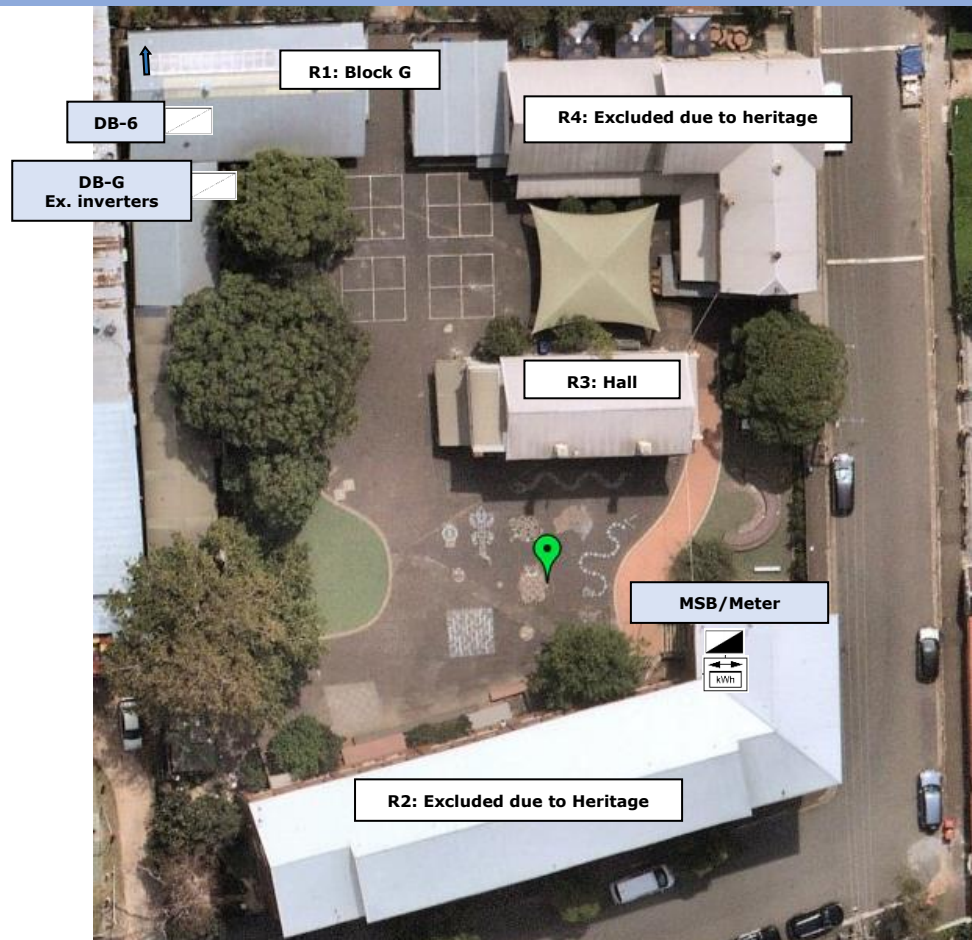 R1: Block G
DB-6
R4: Excluded due to heritage
DB-G
Ex. inverters
R3: Hall
MSB/Meter
kWh
R2: Excluded due to Heritage